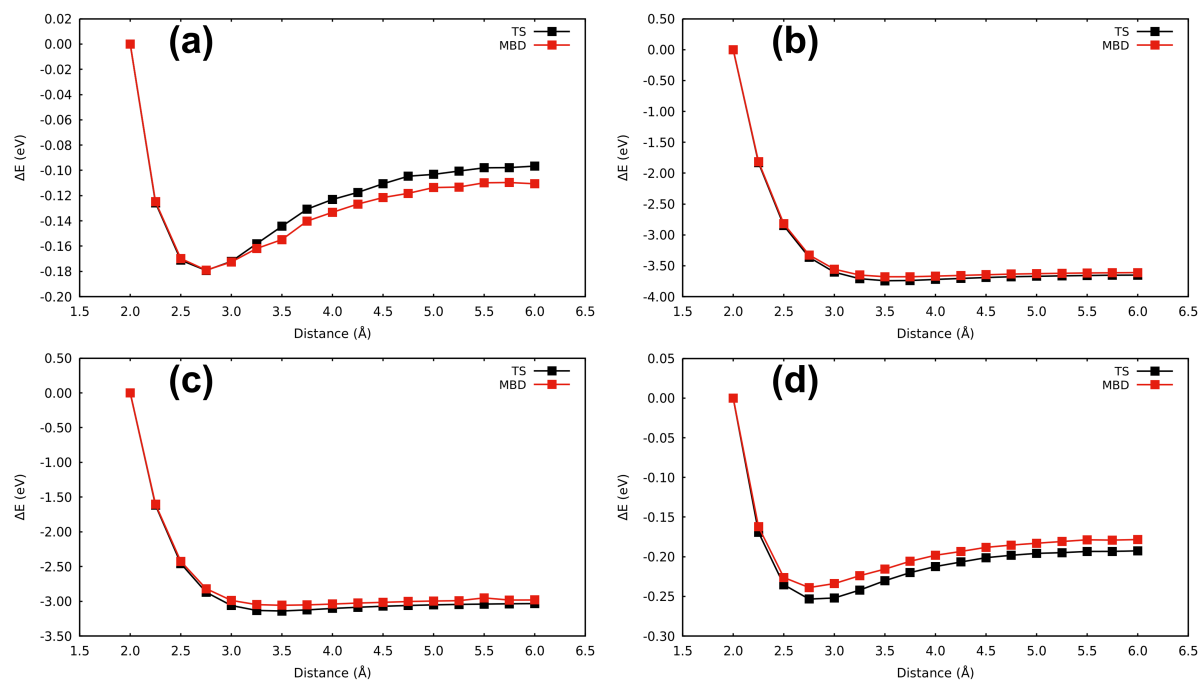 (a)
TS
MBD
0.02
0.00
-0.02
-0.04
-0.06
-0.08
-0.10
-0.12
-0.14
-0.16
-0.18
-0.20
ΔE (eV)
1.5 2.0 2.5 3.0 3.5 4.0 4.5 5.0 5.5 6.0 6.5
Distance (Å)
(b)
TS
MBD
0.50
0.00
-0.50
-1.00
-1.50
-2.00
-2.50
-3.00
-3.50
-4.00
ΔE (eV)
1.5 2.0 2.5 3.0 3.5 4.0 4.5 5.0 5.5 6.0 6.5
Distance (Å)
(c)
TS
MBD
0.50
0.00
-0.50
-1.00
-1.50
-2.00
-2.50
-3.00
-3.50
ΔE (eV)
1.5 2.0 2.5 3.0 3.5 4.0 4.5 5.0 5.5 6.0 6.5
Distance (Å)
(d)
TS
MBD
0.05
0.00
-0.05
-0.10
-0.15
-0.20
-0.25
-0.30
ΔE (eV)
1.5 2.0 2.5 3.0 3.5 4.0 4.5 5.0 5.5 6.0 6.5
Distance (Å)